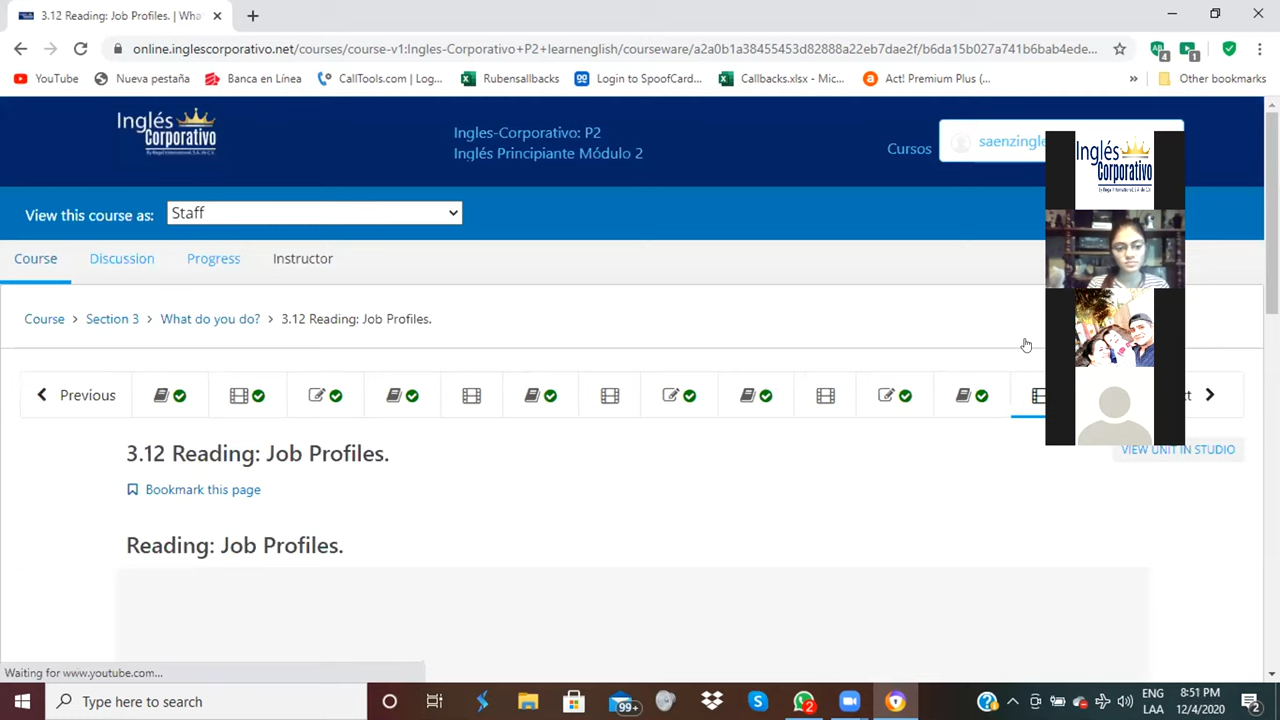 3.12 Reading: Job Profiles. | Wha
online.inglescorporativo.net/courses/course-v1:Ingles-Corporativo+P2+learnenglish/courseware/a2a0b1a38455453d82888a22eb7dae2f/b6da15b027a741b6bab4ede...
4
1
YouTube
Nueva pestaña
Banca en Línea
CallTools.com | Log...
Rubensallbacks
Login to SpoofCard...
Callbacks.xlsx - Mic...
Act! Premium Plus (...
»
Other bookmarks
Inglés
Corporativo
Ingles-Corporativo: P2
Inglés Principiante Módulo 2
Cursos
saenzingle
Inglés
Corporativo
View this course as:
Staff
Course
Discussion
Progress
Instructor
Course > Section 3 > What do you do? > 3.12 Reading: Job Profiles.
Previous
t
3.12 Reading: Job Profiles.
VIEW UNIT IN STUDIO
Bookmark this page
Reading: Job Profiles.
Waiting for www.youtube.com...
Type here to search
99+
2
ENG
LAA
8:51 PM
12/4/2020
2